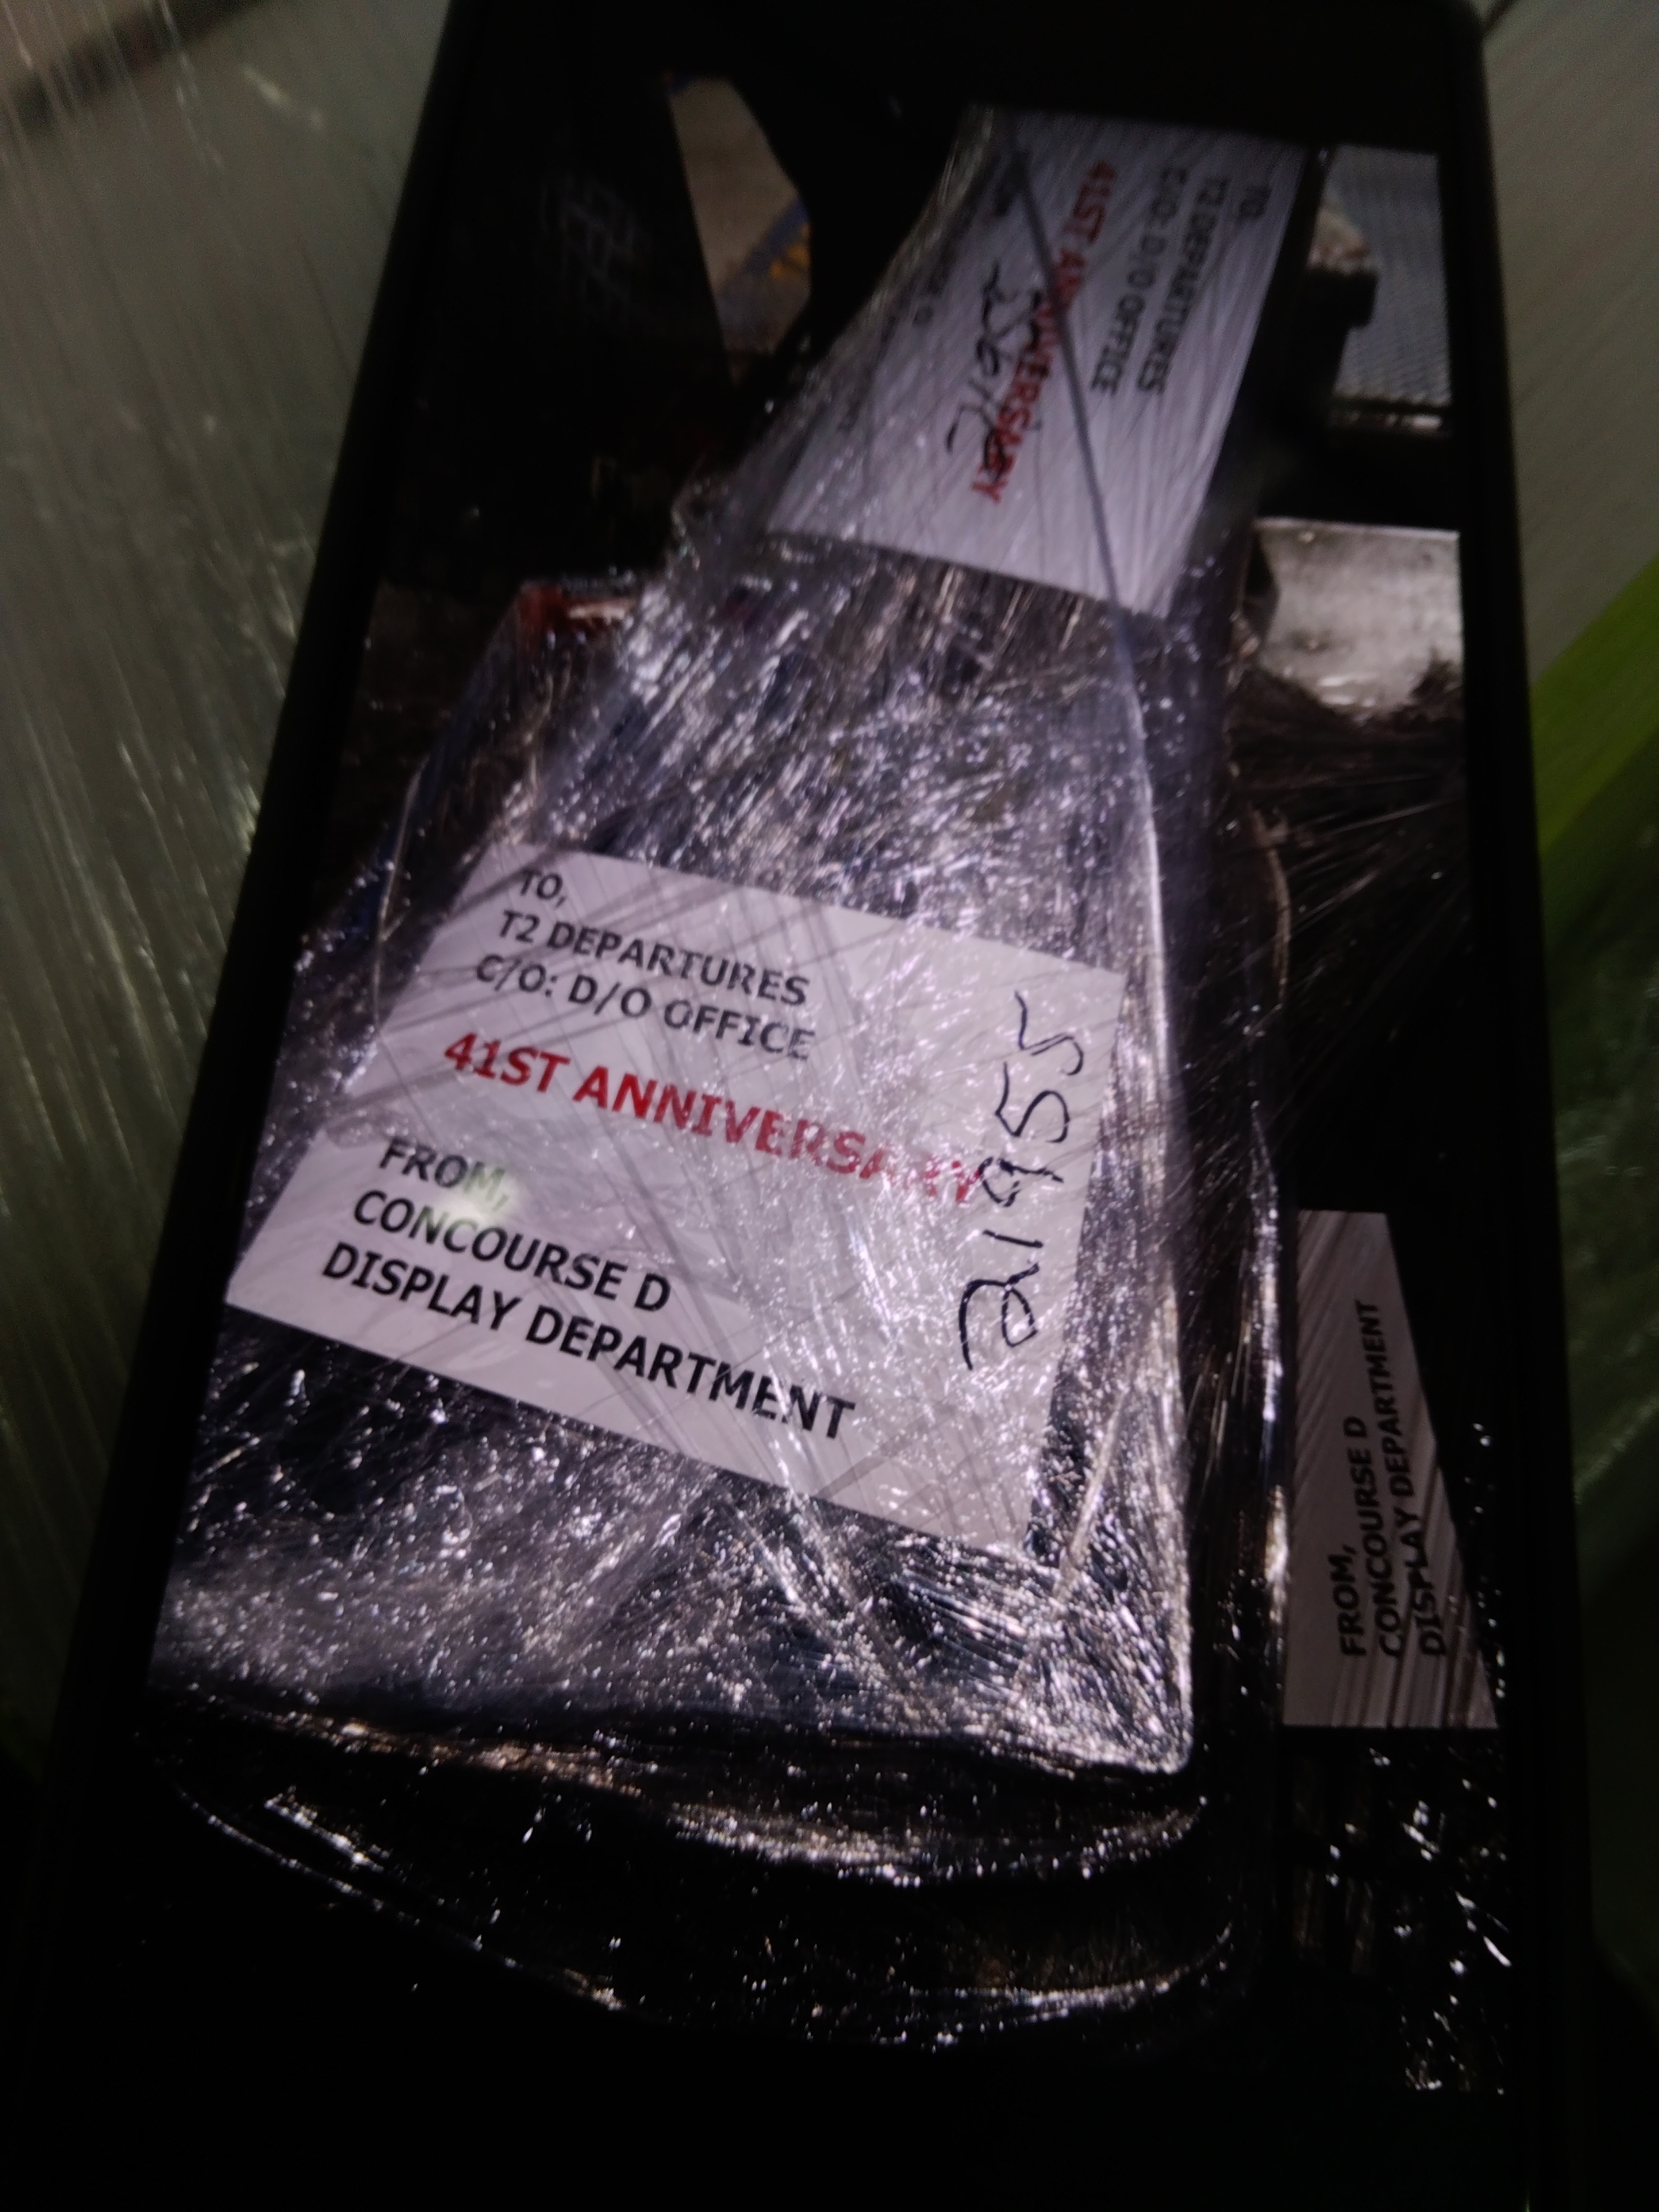 TO,
T2 DEPARTURES
C/O: D/O OFFICE
41ST ANNIVERSARY
TO,
T2 DEPARTURES
C/O: D/O OFFICE
41ST ANNIVERSARY
FROM,
CONCOURSE D
DISPLAY DEPARTMENT
21955
FROM,
CONCOURSE D
DISPLAY DEPARTMENT